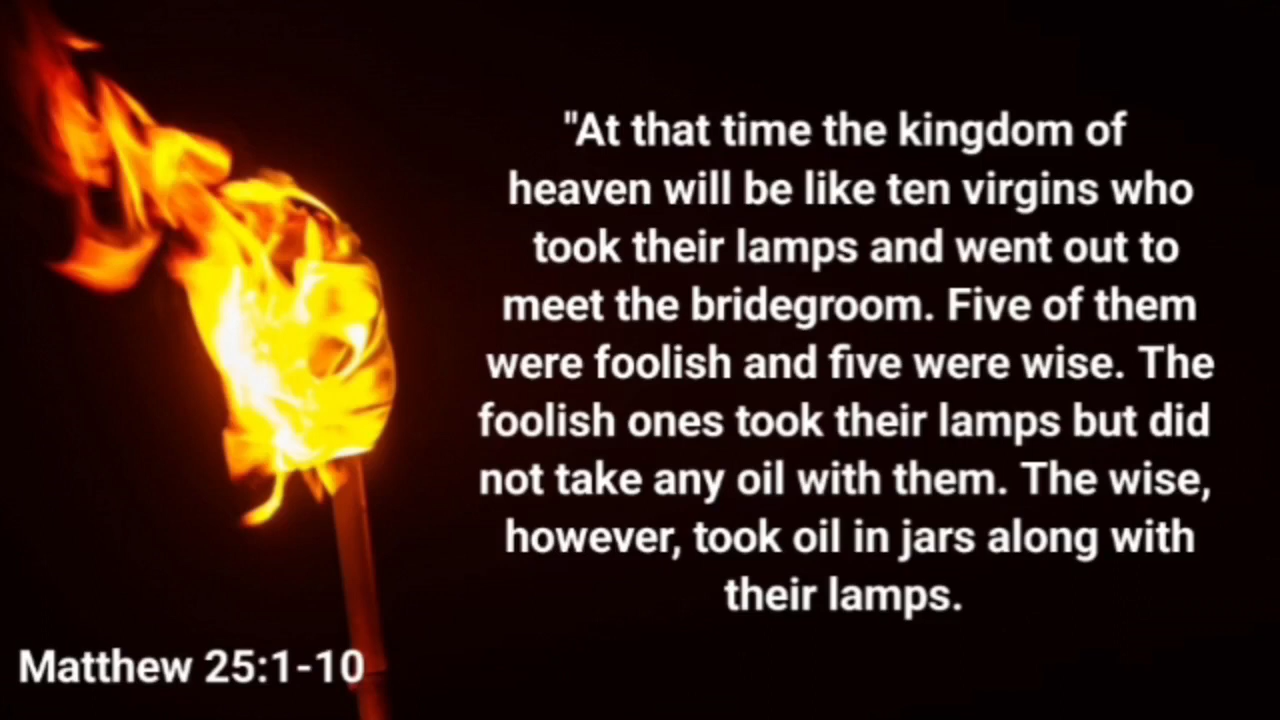 "At that time the kingdom of
heaven will be like ten virgins who
took their lamps and went out to
meet the bridegroom. Five of them
were foolish and five were wise. The
foolish ones took their lamps but did
not take any oil with them. The wise,
however, took oil in jars along with
their lamps.
Matthew 25:1-10